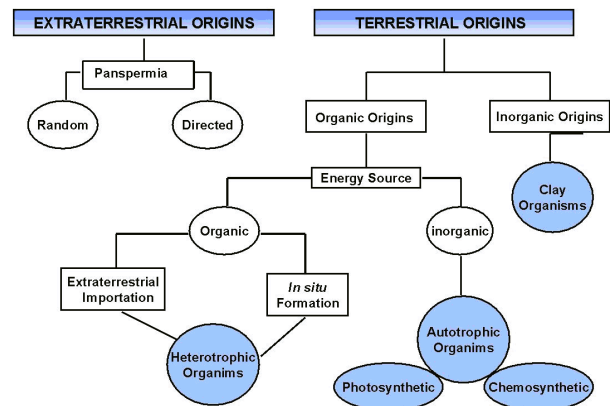 EXTRATERRESTRIAL ORIGINS
TERRESTRIAL ORIGINS
Panspermia
Random
Directed
Organic Origins
Inorganic Origins
Energy Source
Clay
Organisms
Organic
inorganic
Extraterrestrial
Importation
In situ
Formation
Heterotrophic
Organims
Autotrophic
Organims
Photosynthetic
Chemosynthetic